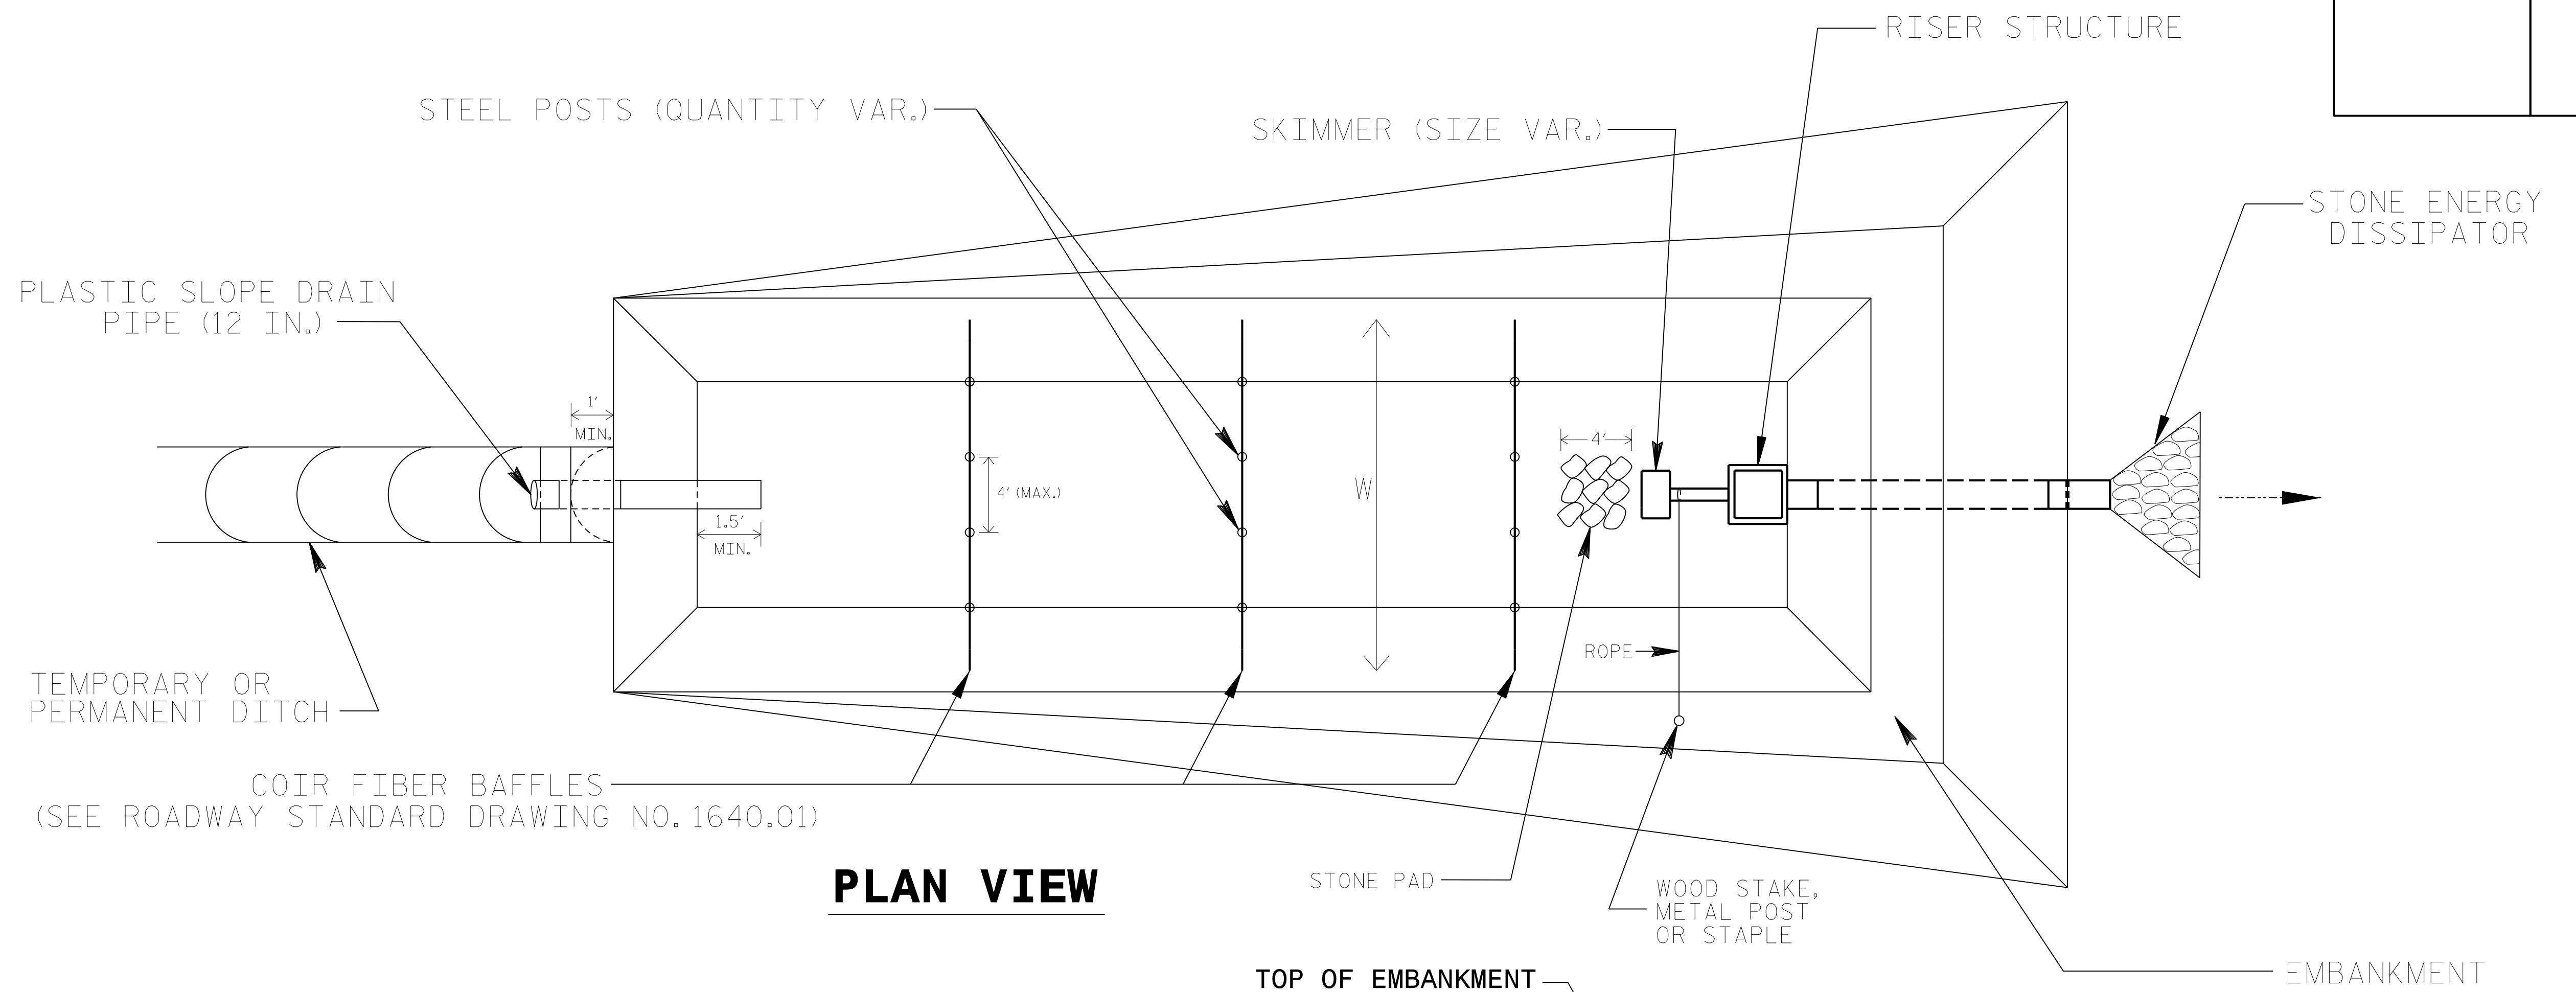 RISER STRUCTURE
STEEL POSTS (QUANTITY VAR.)
SKIMMER (SIZE VAR.)
STONE ENERGY
DISSIPATOR
PLASTIC SLOPE DRAIN
PIPE (12 IN.)
1'
MIN.
4'
4' (MAX.)
W
1.5'
MIN.
ROPE
TEMPORARY OR
PERMANENT DITCH
COIR FIBER BAFFLES
(SEE ROADWAY STANDARD DRAWING NO. 1640.01)
PLAN VIEW
STONE PAD
WOOD STAKE,
METAL POST
OR STAPLE
EMBANKMENT
TOP OF EMBANKMENT